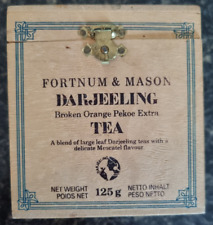 FORTNUM & MASON
DARJEELING
Broken Orange Pekoe Extra
TEA
A blend of large leaf Darjeeling teas with a
delicate Muscatel flavour
NET WEIGHT 125g NETTO INHALT
POIDS NET PESO NETTO